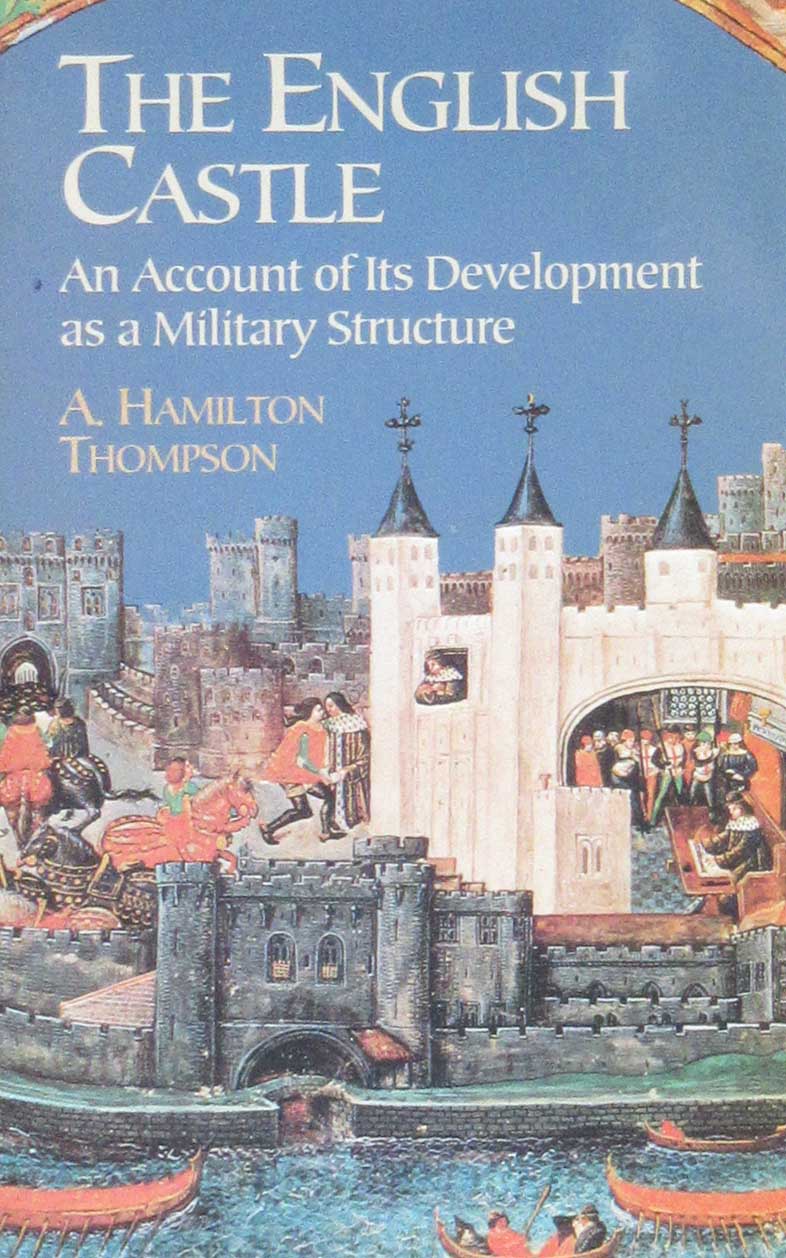 THE ENGLISH
CASTLE
An Account of Its Development
as a Military Structure
A. HAMILTON
THOMPSON